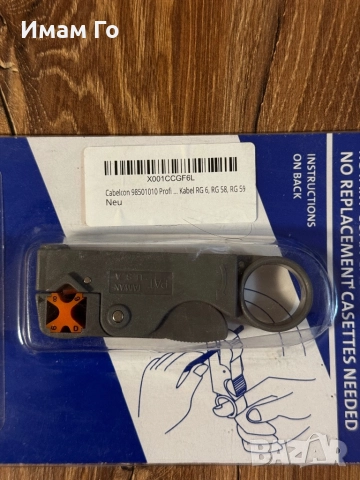 Имам Го
X001CCGF6L
Cabelcon 98501010 Profi ... Kabel RG 6, RG 58, RG 59
Neu
INSTRUCTIONS
ON BACK
NO REPLACEMENT CASSETTES NEEDED
BAZAR